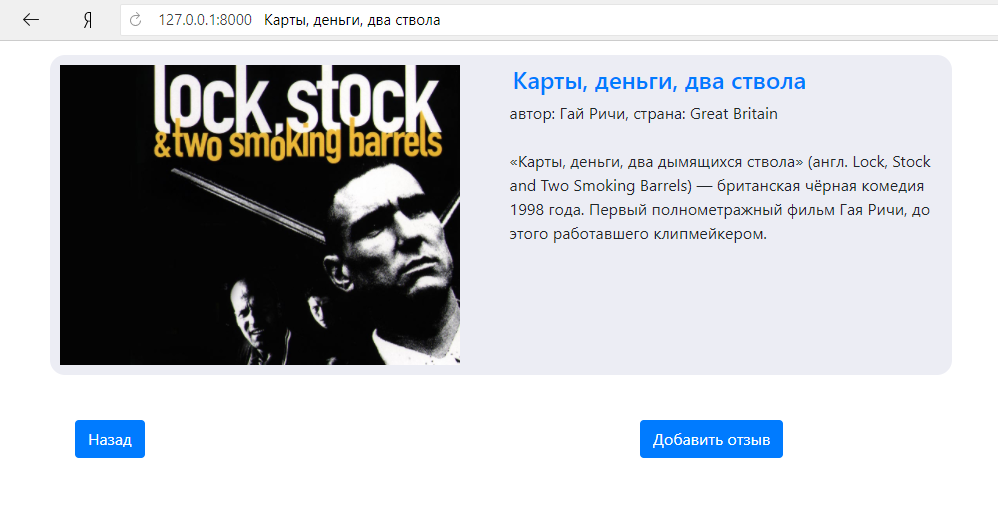 Я 127.0.0.1:8000 Карты, деньги, два ствола
lock, stock
& two smoking barrels
Карты, деньги, два ствола
автор: Гай Ричи, страна: Great Britain
«Карты, деньги, два дымящихся ствола» (англ. Lock, Stock
and Two Smoking Barrels) — британская чёрная комедия
1998 года. Первый полнометражный фильм Гая Ричи, до
этого работавшего клипмейкером.
Назад
Добавить отзыв